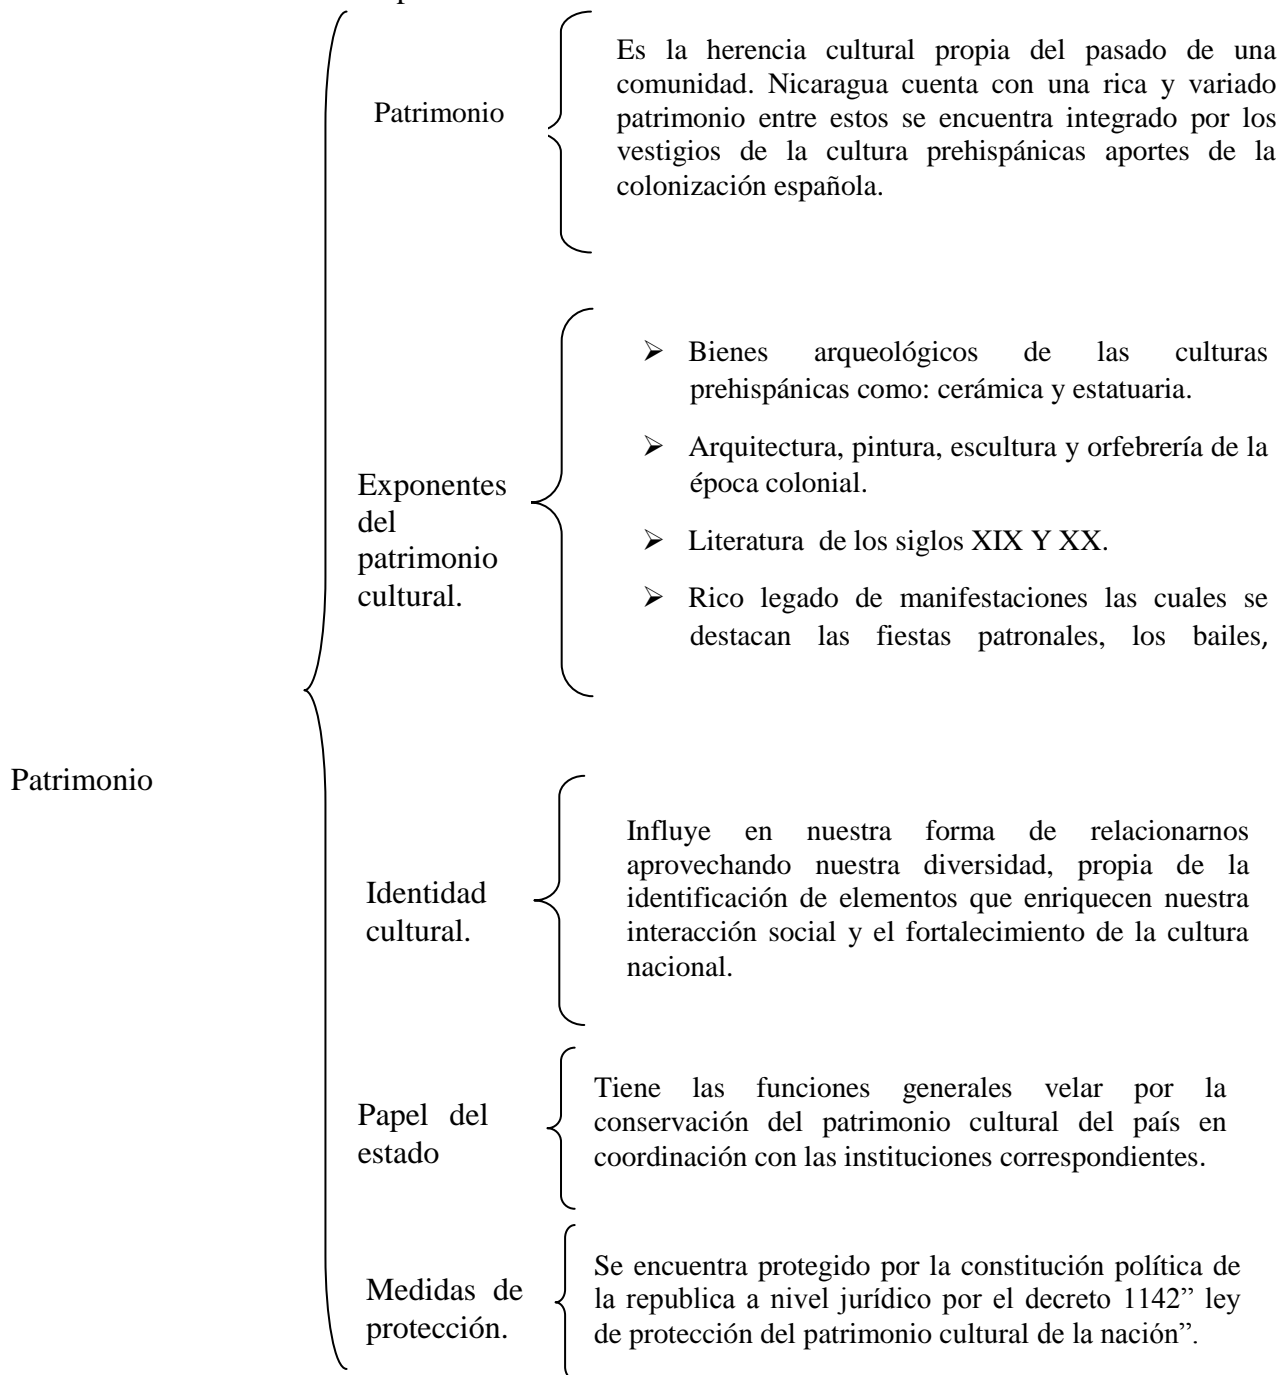 Patrimonio
Patrimonio
Es la herencia cultural propia del pasado de una
comunidad. Nicaragua cuenta con una rica y variado
patrimonio entre estos se encuentra integrado por los
vestigios de la cultura prehispánicas aportes de la
colonización española.
Exponentes
del
patrimonio
cultural.
➢ Bienes arqueológicos de las culturas
prehispánicas como: cerámica y estatuaria.
➢ Arquitectura, pintura, escultura y orfebrería de la
época colonial.
➢ Literatura de los siglos XIX Y XX.
➢ Rico legado de manifestaciones las cuales se
destacan las fiestas patronales, los bailes,
Identidad
cultural.
Influye en nuestra forma de relacionarnos
aprovechando nuestra diversidad, propia de la
identificación de elementos que enriquecen nuestra
interacción social y el fortalecimiento de la cultura
nacional.
Papel del
estado
Tiene las funciones generales velar por la
conservación del patrimonio cultural del país en
coordinación con las instituciones correspondientes.
Medidas de
protección.
Se encuentra protegido por la constitución política de
la republica a nivel jurídico por el decreto 1142” ley
de protección del patrimonio cultural de la nación”.